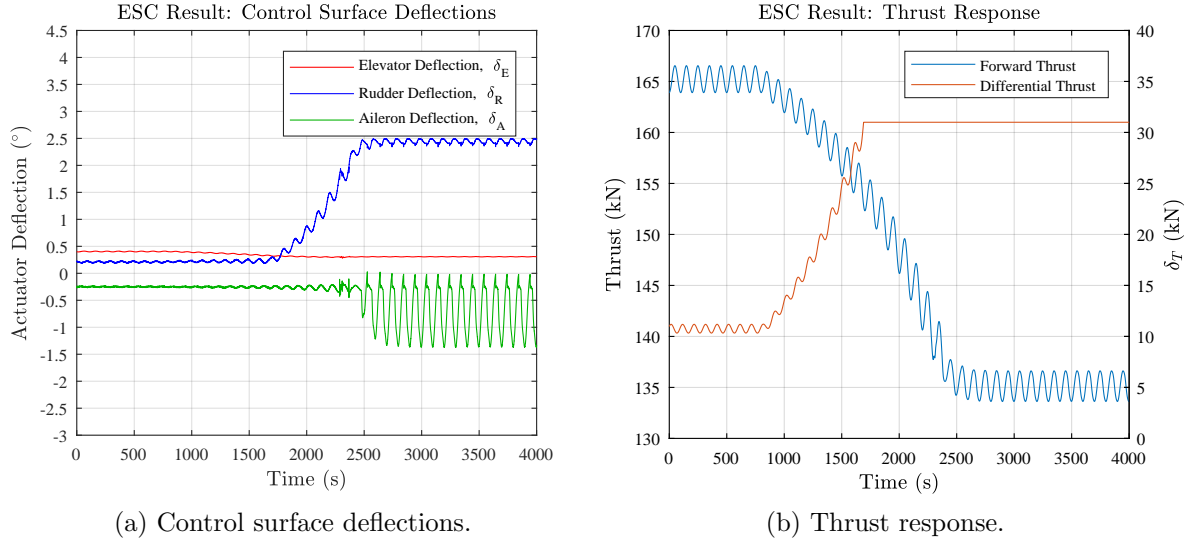 ESC Result: Control Surface Deflections
4.5
4
3.5
3
2.5
2
1.5
1
0.5
0
-0.5
-1
-1.5
-2
-2.5
-3
Actuator Deflection (°)
Elevator Deflection, δE
Rudder Deflection, δR
Aileron Deflection, δA
0 500 1000 1500 2000 2500 3000 3500 4000
Time (s)
(a) Control surface deflections.
ESC Result: Thrust Response
170
165
160
155
150
145
140
135
130
Thrust (kN)
Forward Thrust
Differential Thrust
40
35
30
25
20
15
10
5
0
δT (kN)
0 500 1000 1500 2000 2500 3000 3500 4000
Time (s)
(b) Thrust response.